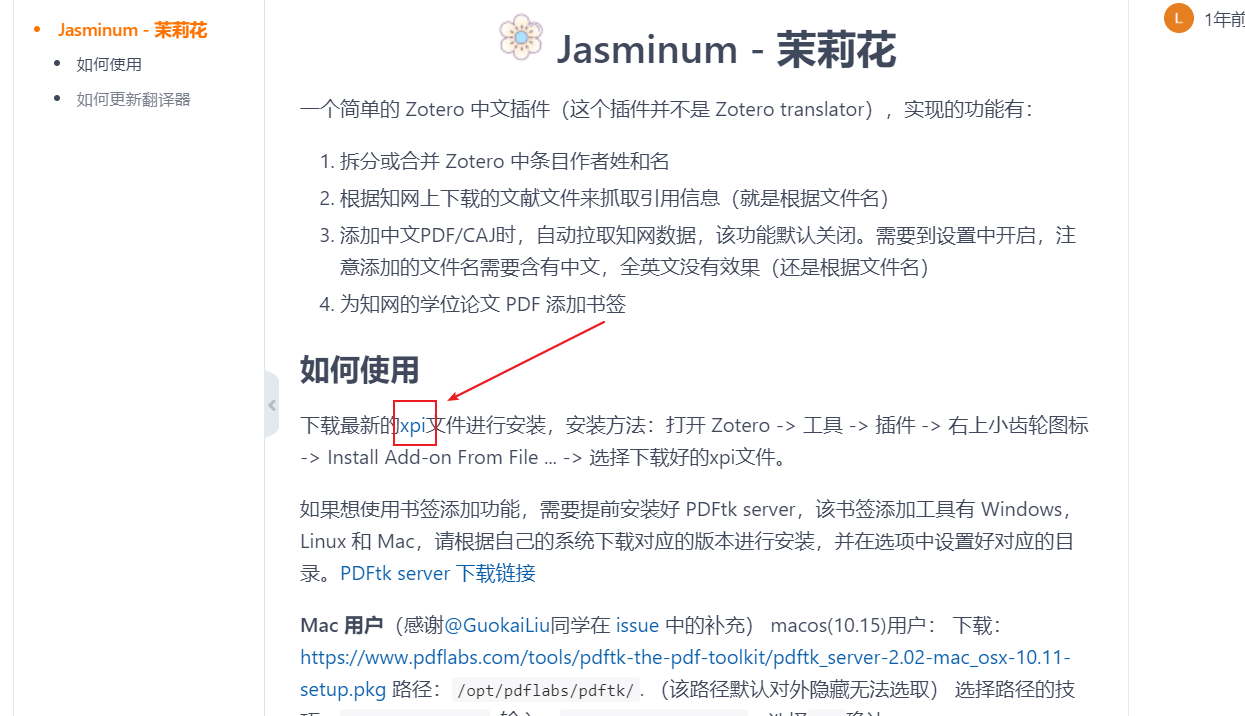 Jasminum - 茉莉花
如何使用
如何更新翻译器
L 1年前
Jasminum - 茉莉花
一个简单的 Zotero 中文插件（这个插件并不是 Zotero translator），实现的功能有：
1. 拆分或合并 Zotero 中条目作者姓和名
2. 根据知网上下载的文献文件来抓取引用信息（就是根据文件名）
3. 添加中文PDF/CAJ时，自动拉取知网数据，该功能默认关闭。需要到设置中开启，注
意添加的文件名需要含有中文，全英文没有效果（还是根据文件名）
4. 为知网的学位论文 PDF 添加书签
如何使用
下载最新的xpi文件进行安装，安装方法：打开 Zotero -> 工具 -> 插件 -> 右上小齿轮图标
-> Install Add-on From File ... -> 选择下载好的xpi文件。
如果想使用书签添加功能，需要提前安装好 PDFtk server，该书签添加工具有 Windows，
Linux 和 Mac，请根据自己的系统下载对应的版本进行安装，并在选项中设置好对应的目
录。PDFtk server 下载链接
Mac 用户（感谢@GuokaiLiu同学在 issue 中的补充） macos(10.15)用户： 下载：
https://www.pdflabs.com/tools/pdftk-the-pdf-toolkit/pdftk_server-2.02-mac_osx-10.11-
setup.pkg 路径： /opt/pdflabs/pdftk/ . （该路径默认对外隐藏无法选取） 选择路径的技